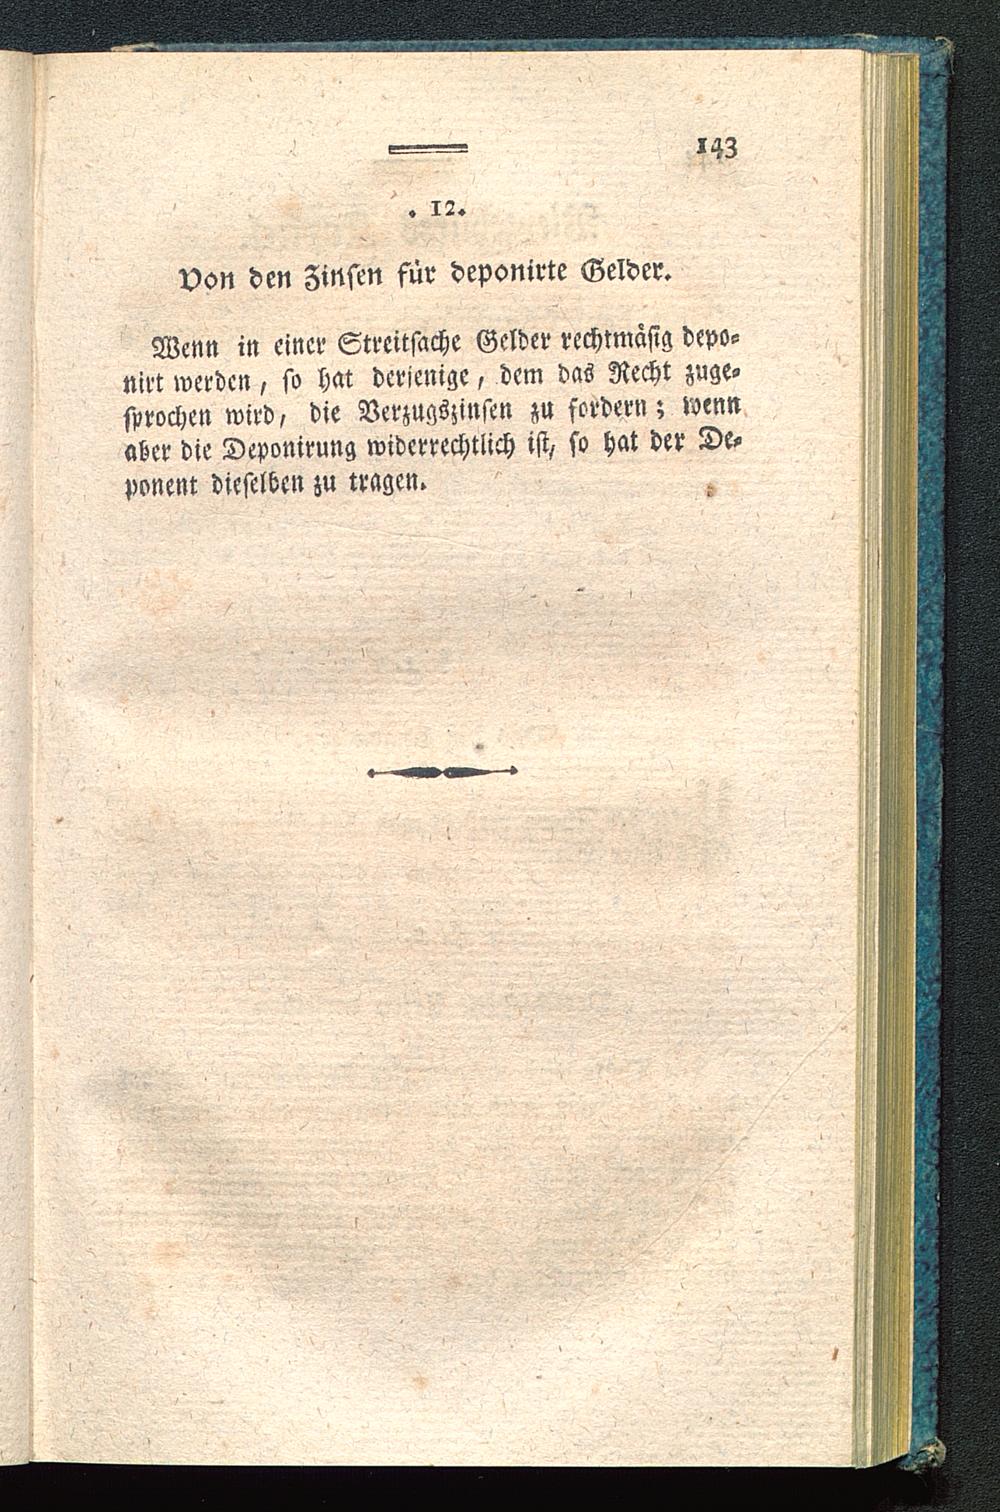 143
. 12.
Von den Zinsen für deponirte Gelder.
Wenn in einer Streitsache Gelder rechtmäsig depo-
nirt werden, so hat derjenige, dem das Recht zuge-
sprochen wird, die Verzugszinsen zu fordern; wenn
aber die Deponirung widerrechtlich ist, so hat der De-
ponent dieselben zu tragen.